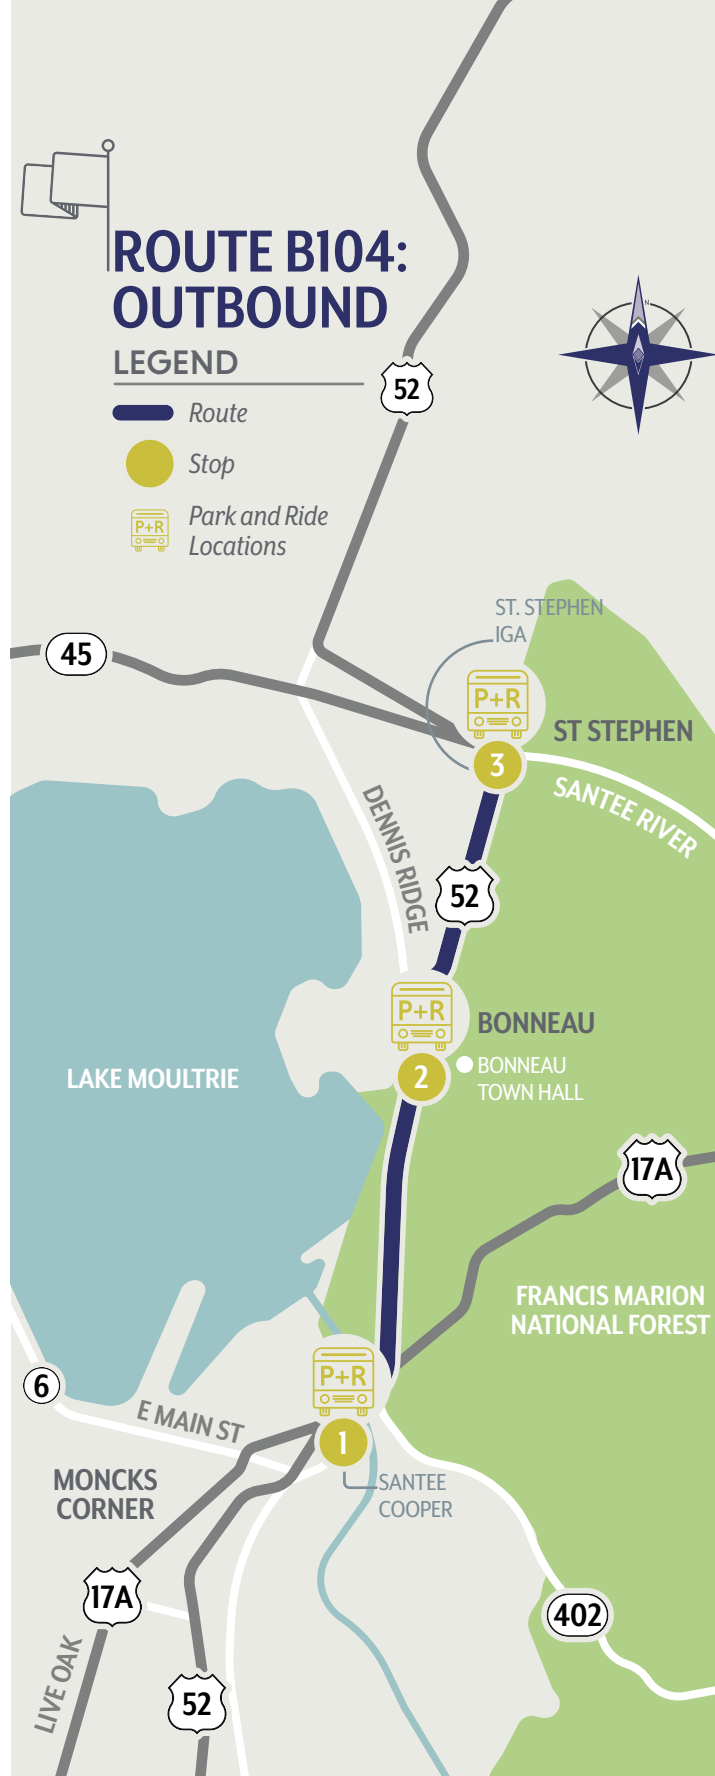 ROUTE B104:
OUTBOUND
LEGEND
Route
Stop
P+R
Park and Ride
Locations
N
52
45
ST. STEPHEN
IGA
P+R
ST STEPHEN
3
SANTEE RIVER
DENNIS RIDGE
52
P+R
BONNEAU
2
BONNEAU
TOWN HALL
LAKE MOULTRIE
17A
FRANCIS MARION
NATIONAL FOREST
P+R
6
E MAIN ST
1
MONCKS
CORNER
SANTEE
COOPER
17A
402
LIVE OAK
52